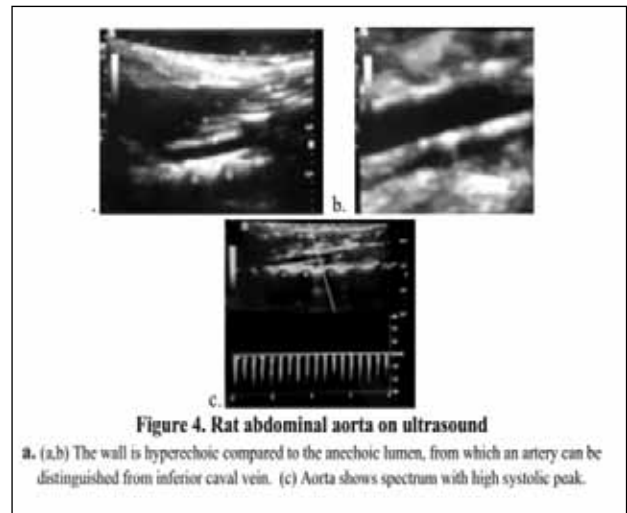 .
b.
c.
Figure 4. Rat abdominal aorta on ultrasound
a. (a,b) The wall is hyperechoic compared to the anechoic lumen, from which an artery can be
distinguished from inferior caval vein. (c) Aorta shows spectrum with high systolic peak.